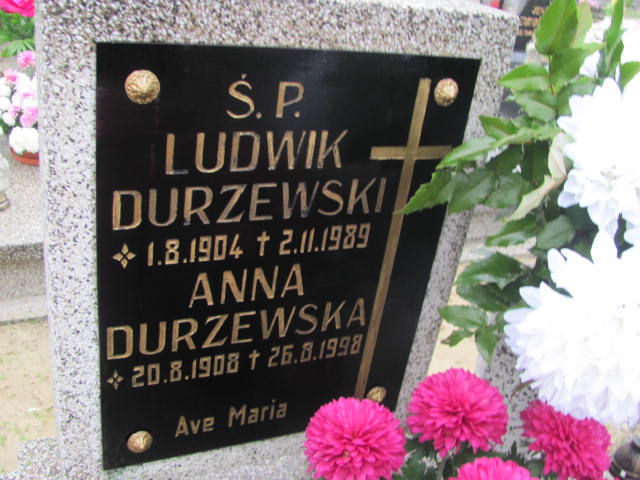 Ś. P.
LUDWIK
DURZEWSKI
1.8.1904 † 2.11.1989
ANNA
DURZEWSKA
20.8.1908 † 26.8.1998
Ave Maria